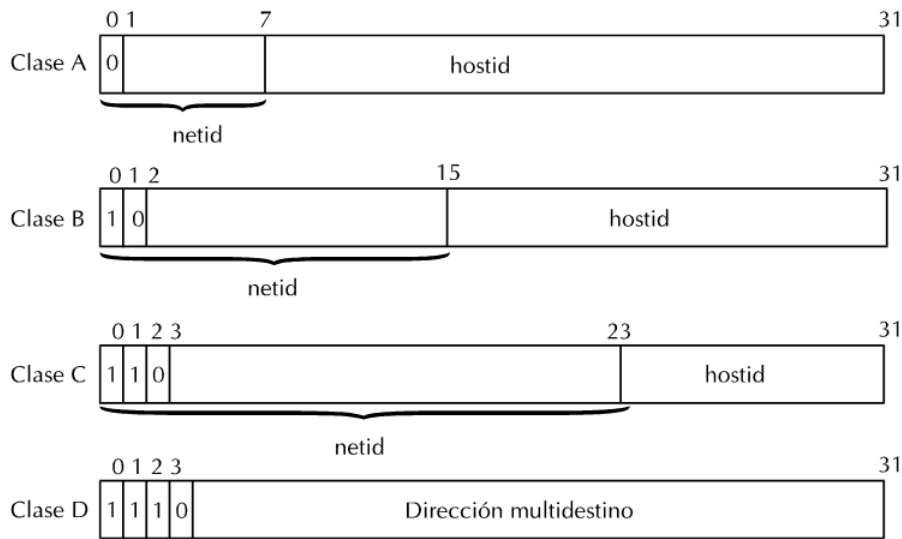 0 1 7 31
Clase A 0 hostid
netid
0 1 2 15 31
Clase B 1 0 hostid
netid
0 1 2 3 23 31
Clase C 1 1 0 hostid
netid
0 1 2 3 31
Clase D 1 1 1 0 Dirección multidestino